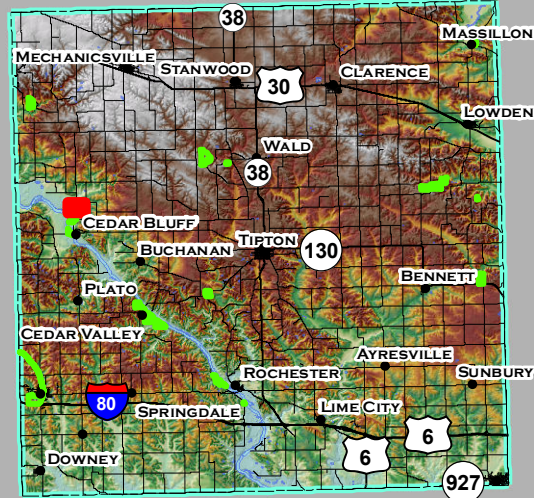 38
MASSILLON
MECHANICSVILLE
STANWOOD
30
CLARENCE
LOWDEN
WALD
38
CEDAR BLUFF
BUCHANAN
TIPTON
130
BENNETT
PLATO
CEDAR VALLEY
AYRESVILLE
ROCHESTER
SUNBURY
80
SPRINGDALE
LIME CITY
6
6
DOWNEY
927